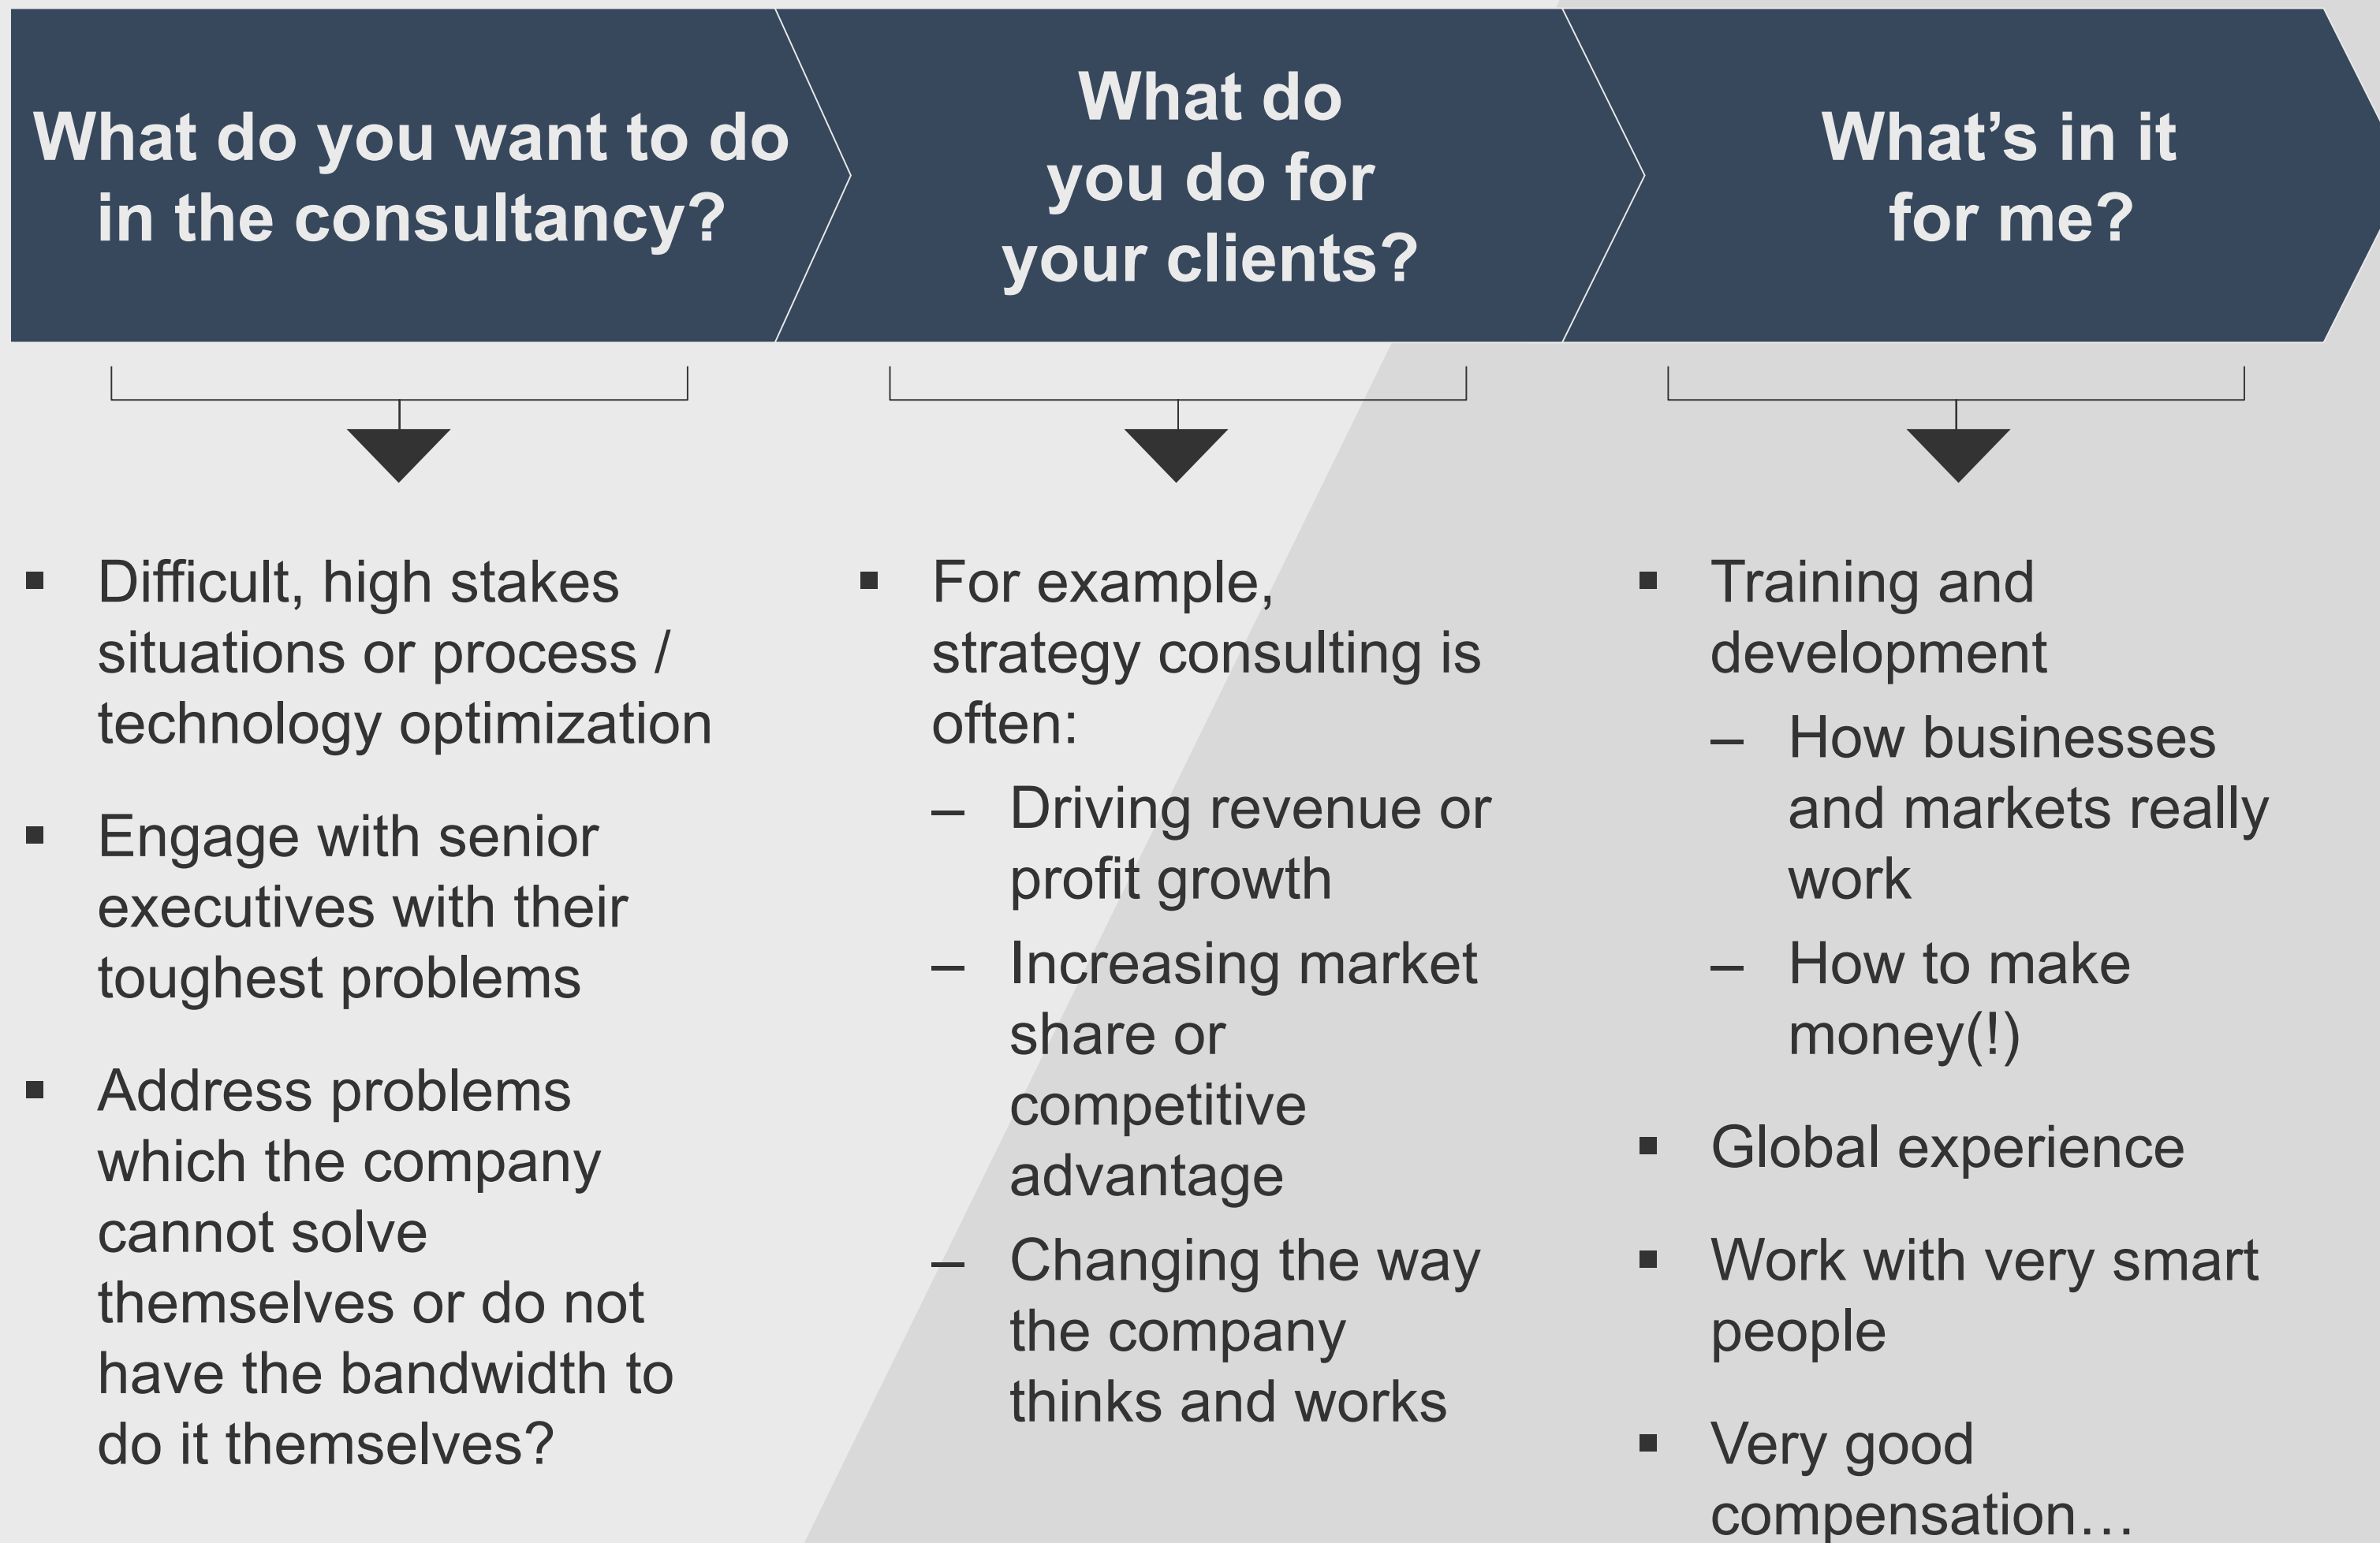 What do you want to do
in the consultancy?
What do
you do for
your clients?
What's in it
for me?
▪ Difficult, high stakes
situations or process /
technology optimization
▪ Engage with senior
executives with their
toughest problems
▪ Address problems
which the company
cannot solve
themselves or do not
have the bandwidth to
do it themselves?
▪ For example,
strategy consulting is
often:
– Driving revenue or
profit growth
– Increasing market
share or
competitive
advantage
– Changing the way
the company
thinks and works
▪ Training and
development
– How businesses
and markets really
work
– How to make
money(!)
▪ Global experience
▪ Work with very smart
people
▪ Very good
compensation…